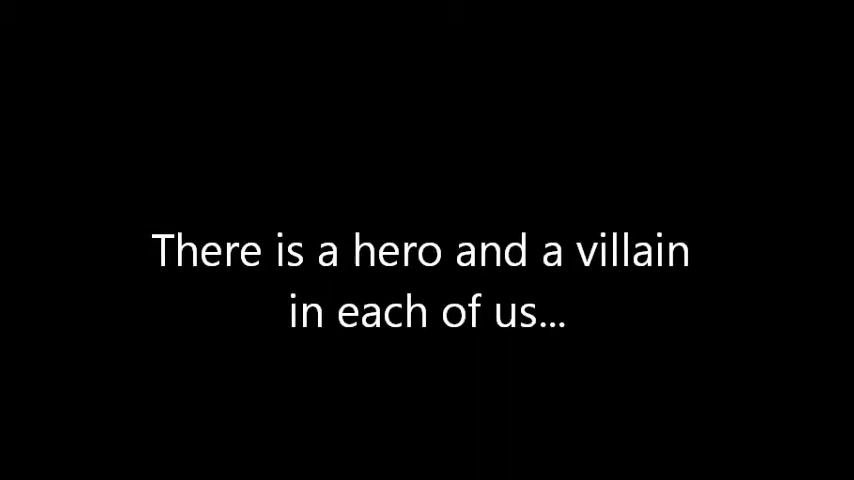 There is a hero and a villain
in each of us...